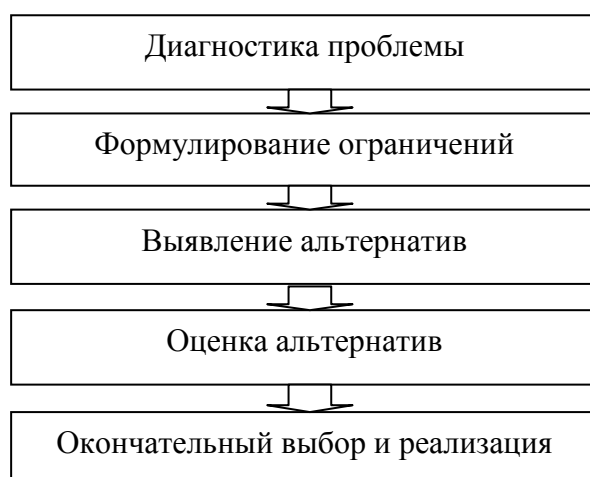 Диагностика проблемы
Формулирование ограничений
Выявление альтернатив
Оценка альтернатив
Окончательный выбор и реализация